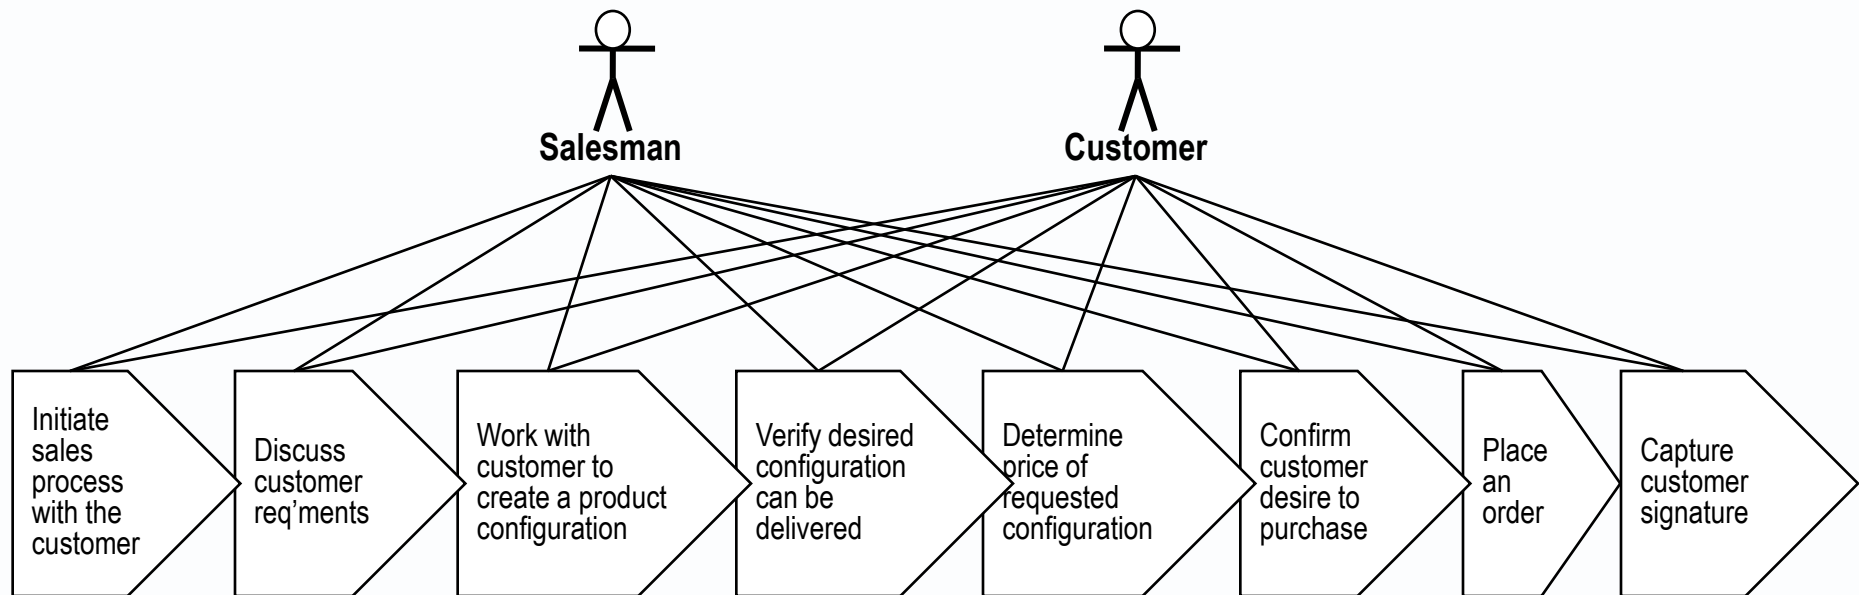 Salesman
Customer
Initiate
sales
process
with the
customer
Discuss
customer
req’ments
Work with
customer to
create a product
configuration
Verify desired
configuration
can be
delivered
Determine
price of
requested
configuration
Confirm
customer
desire to
purchase
Place
an
order
Capture
customer
signature